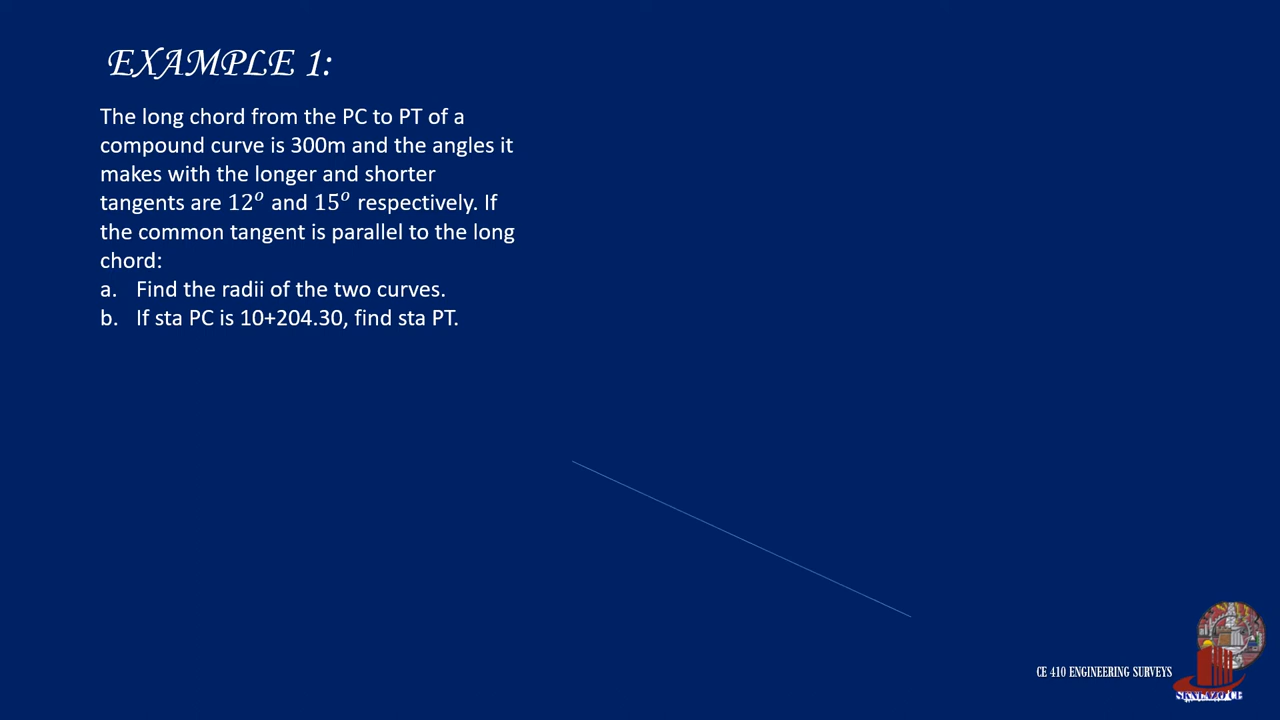 EXAMPLE 1:
The long chord from the PC to PT of a
compound curve is 300m and the angles it
makes with the longer and shorter
tangents are 12° and 15° respectively. If
the common tangent is parallel to the long
chord:
a. Find the radii of the two curves.
b. If sta PC is 10+204.30, find sta PT.
CE 410 ENGINEERING SURVEYS